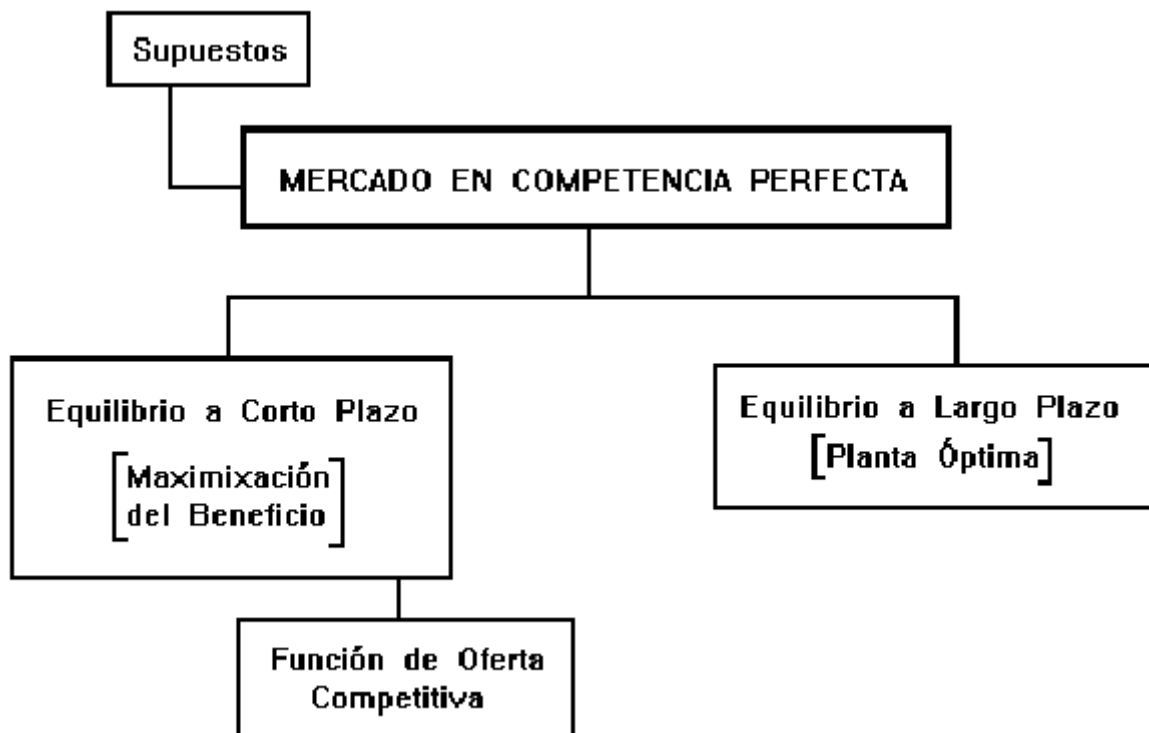 Supuestos
MERCADO EN COMPETENCIA PERFECTA
Equilibrio a Corto Plazo
[Maximixación
del Beneficio]
Equilibrio a Largo Plazo
[Planta Óptima]
Función de Oferta
Competitiva